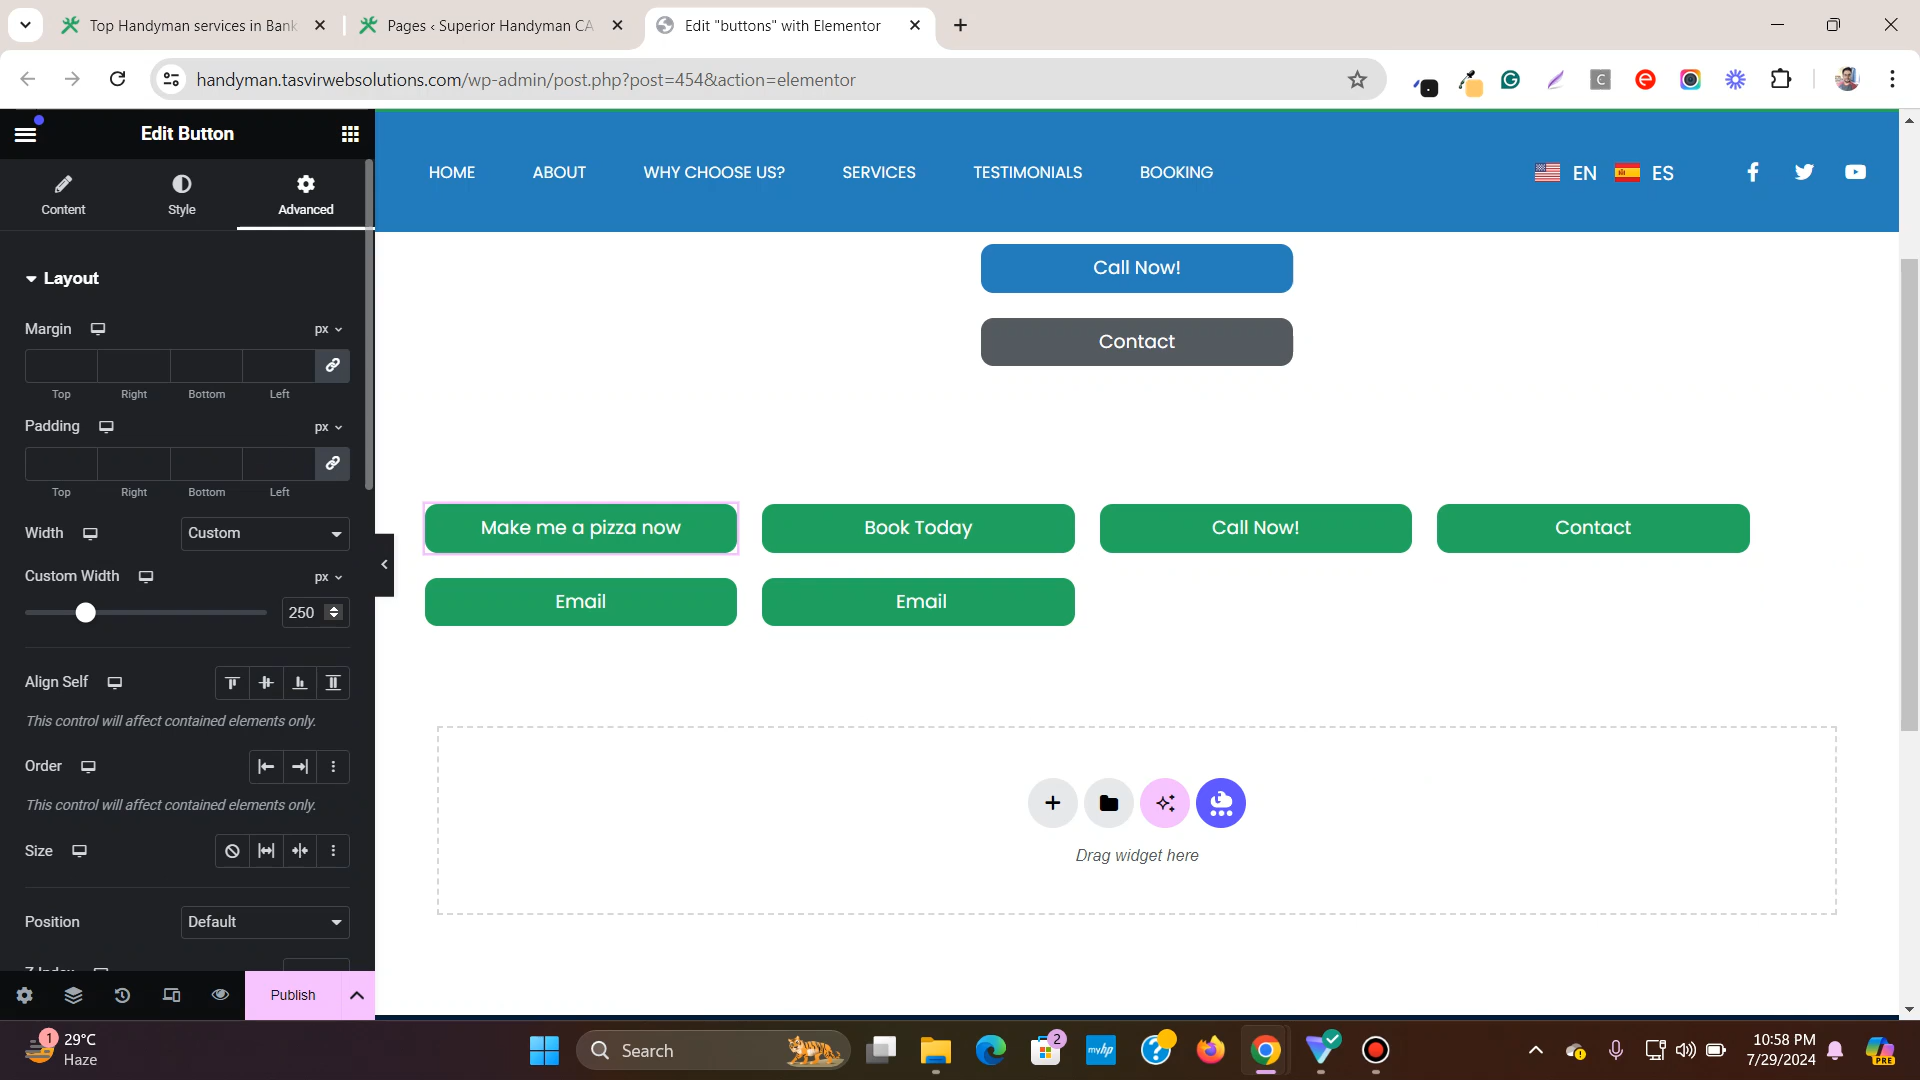 Top Handyman services in Bank
Pages ‹ Superior Handyman CA
Edit "buttons" with Elementor
handyman.tasvirwebsolutions.com/wp-admin/post.php?post=454&action=elementor
Edit Button
Content
Style
Advanced
Layout
Margin
px
Top
Right
Bottom
Left
Padding
px
Top
Right
Bottom
Left
Width
Custom
Custom Width
px
250
Align Self
This control will affect contained elements only.
Order
This control will affect contained elements only.
Size
Position
Default
Publish
HOME
ABOUT
WHY CHOOSE US?
SERVICES
TESTIMONIALS
BOOKING
EN
ES
Call Now!
Contact
Make me a pizza now
Book Today
Call Now!
Contact
Email
Email
Drag widget here
1
29°C
Haze
Search
2
myhp
10:58 PM
7/29/2024
PRE